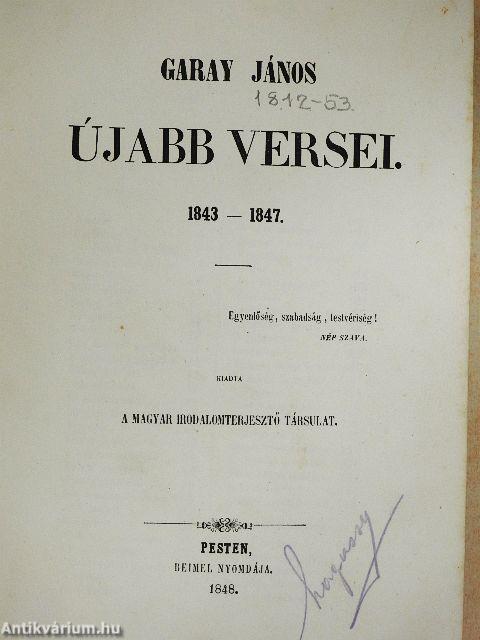 GARAY JÁNOS
1812-53.
ÚJABB VERSEI.
1843 — 1847.
Egyenlőség, szabadság, testvériség!
NÉP SZAVA.
KIADTA
A MAGYAR IRODALOMTERJESZTŐ TÁRSULAT.
PESTEN,
BEIMEL NYOMDÁJA.
1848.
Antikvárium.hu